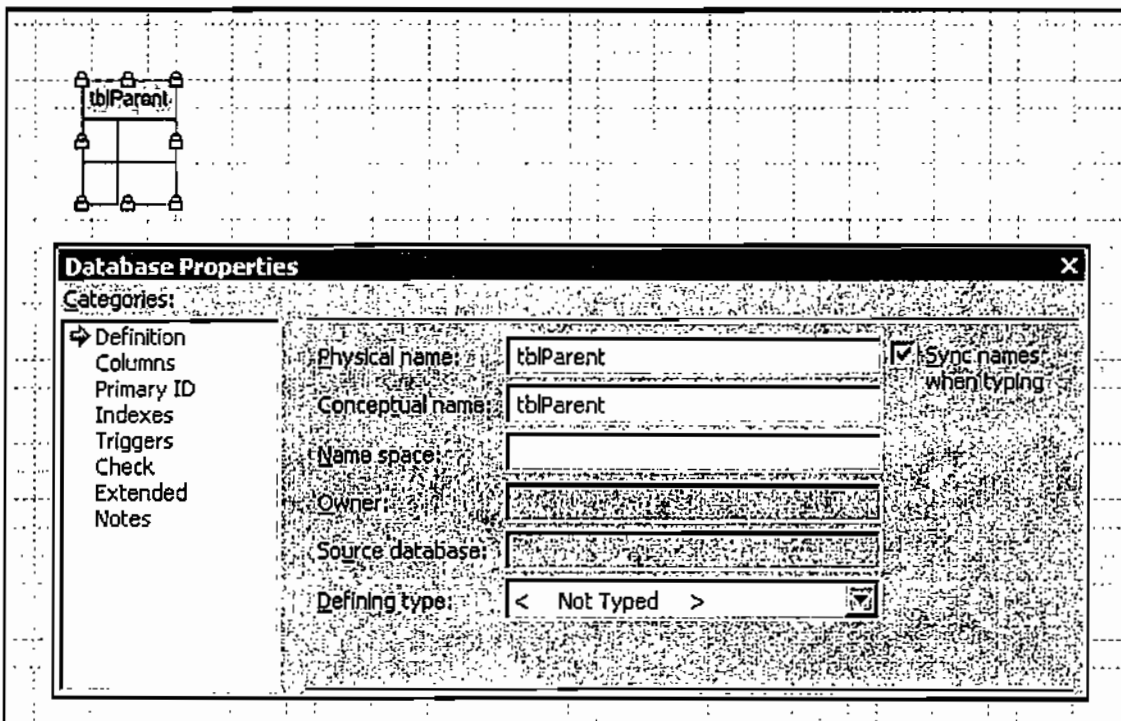 tblParent
Database Properties
Categories:
Definition
Columns
Primary ID
Indexes
Triggers
Check
Extended
Notes
Physical name: tblParent
Sync names when typing
Conceptual name: tblParent
Name space:
Owner:
Source database:
Defining type: < Not Typed >